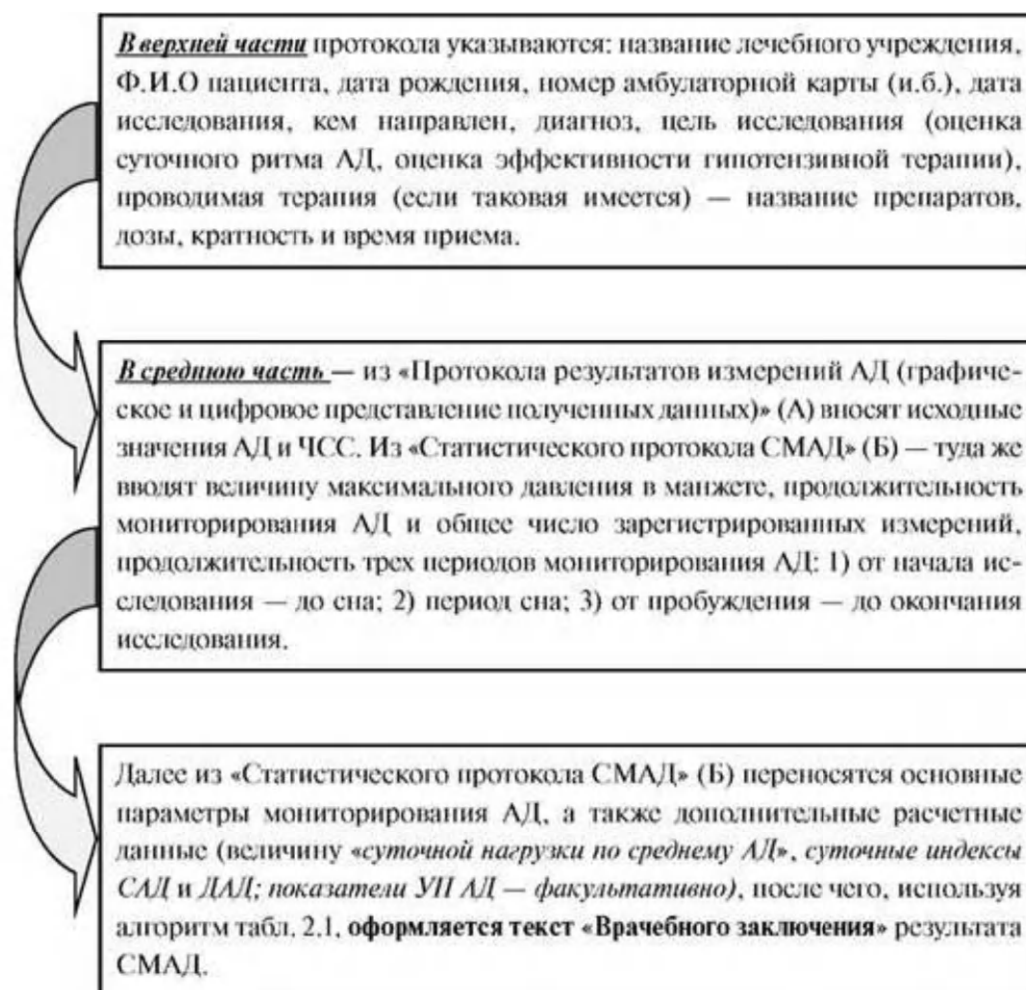 В верхней части протокола указываются: название лечебного учреждения,
Ф.И.О пациента, дата рождения, номер амбулаторной карты (и.б.), дата
исследования, кем направлен, диагноз, цель исследования (оценка
суточного ритма АД, оценка эффективности гипотензивной терапии),
проводимая терапия (если таковая имеется) — название препаратов,
дозы, кратность и время приема.
В среднюю часть — из «Протокола результатов измерений АД (графиче-
ское и цифровое представление полученных данных)» (А) вносят исходные
значения АД и ЧСС. Из «Статистического протокола СМАД» (Б) — туда же
вводят величину максимального давления в манжете, продолжительность
мониторирования АД и общее число зарегистрированных измерений,
продолжительность трех периодов мониторирования АД: 1) от начала ис-
следования — до сна; 2) период сна; 3) от пробуждения — до окончания
исследования.
Далее из «Статистического протокола СМАД» (Б) переносятся основные
параметры мониторирования АД, а также дополнительные расчетные
данные (величину «суточной нагрузки по среднему АД», суточные индексы
САД и ДАД; показатели УП АД — факультативно), после чего, используя
алгоритм табл. 2.1, оформляется текст «Врачебного заключения» результата
СМАД.